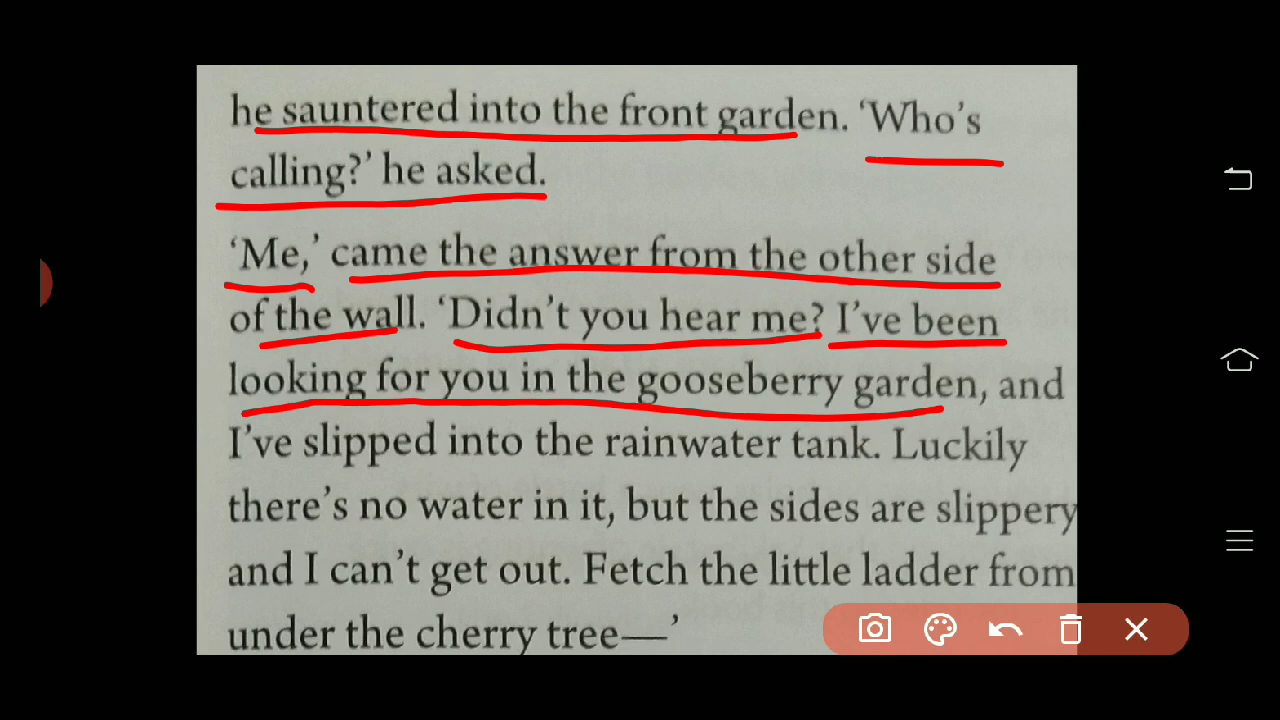 he sauntered into the front garden. ‘Who’s
calling?’ he asked.
‘Me,’ came the answer from the other side
of the wall. ‘Didn’t you hear me? I’ve been
looking for you in the gooseberry garden, and
I’ve slipped into the rainwater tank. Luckily
there’s no water in it, but the sides are slippery
and I can’t get out. Fetch the little ladder from
under the cherry tree—’